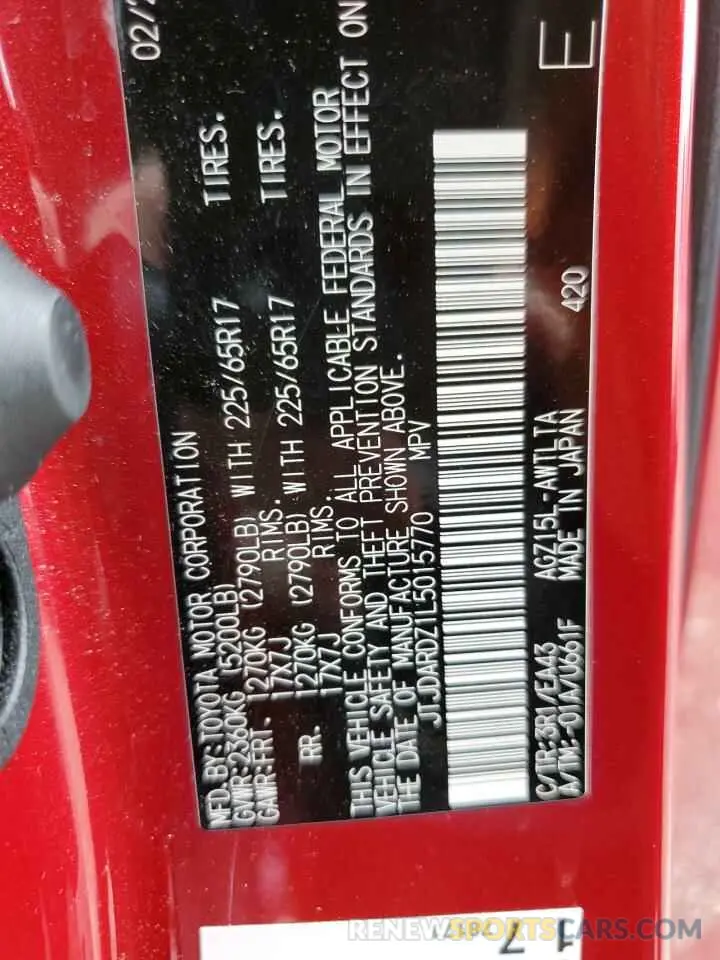 02/2
MFD. BY:TOYOTA MOTOR CORPORATION
GVWR:2360KG (5200LB)
GAWR:FRT. 1270KG (2790LB) WITH 225/65R17 TIRES.
17X7J RIMS.
RR. 1270KG (2790LB) WITH 225/65R17 TIRES.
17X7J RIMS.
THIS VEHICLE CONFORMS TO ALL APPLICABLE FEDERAL MOTOR
VEHICLE SAFETY AND THEFT PREVENTION STANDARDS IN EFFECT ON
THE DATE OF MANUFACTURE SHOWN ABOVE.
JTJDARDZ1L5015770 MPV
C/TR:3R1/EA43 AGZ15L-AWTLTA 420 E
A/TM:-01A/U661F MADE IN JAPAN
RENEWSPORTSCARS.COM